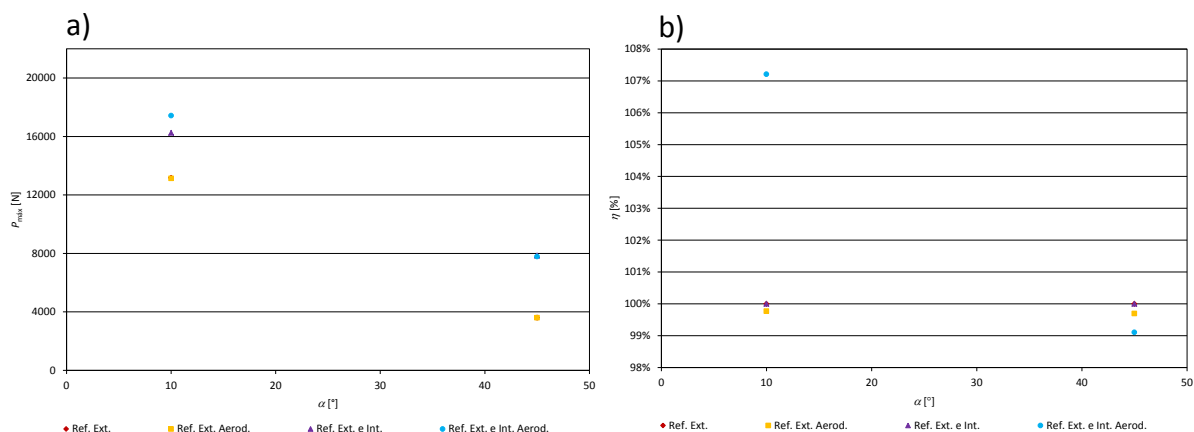 a)
20000
16000
12000
8000
4000
0
Pmáx [N]
0 10 20 30 40 50
α [°]
Ref. Ext. Ref. Ext. Aerod. Ref. Ext. e Int. Ref. Ext. e Int. Aerod.
b)
108%
107%
106%
105%
104%
103%
102%
101%
100%
99%
98%
η [%]
0 10 20 30 40 50
α [°]
Ref. Ext. Ref. Ext. Aerod. Ref. Ext. e Int. Ref. Ext. e Int. Aerod.